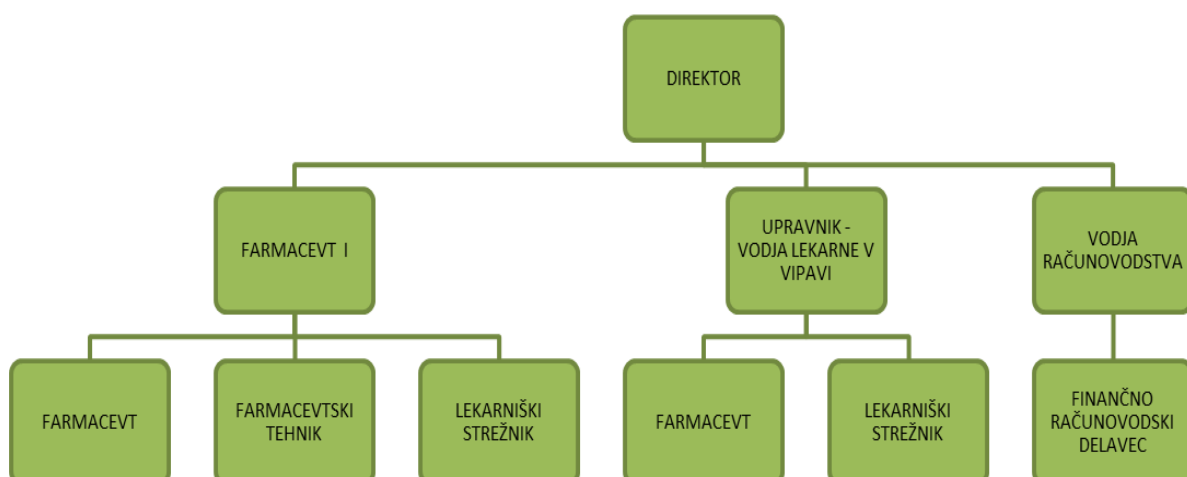 DIREKTOR
FARMACEVT I
UPRAVNIK -
VODJA LEKARNE V
VIPAVI
VODJA
RAČUNOVODSTVA
FARMACEVT
FARMACEVTSKI
TEHNIK
LEKARNIŠKI
STREŽNIK
FARMACEVT
LEKARNIŠKI
STREŽNIK
FINANČNO
RAČUNOVODSKI
DELAVEC